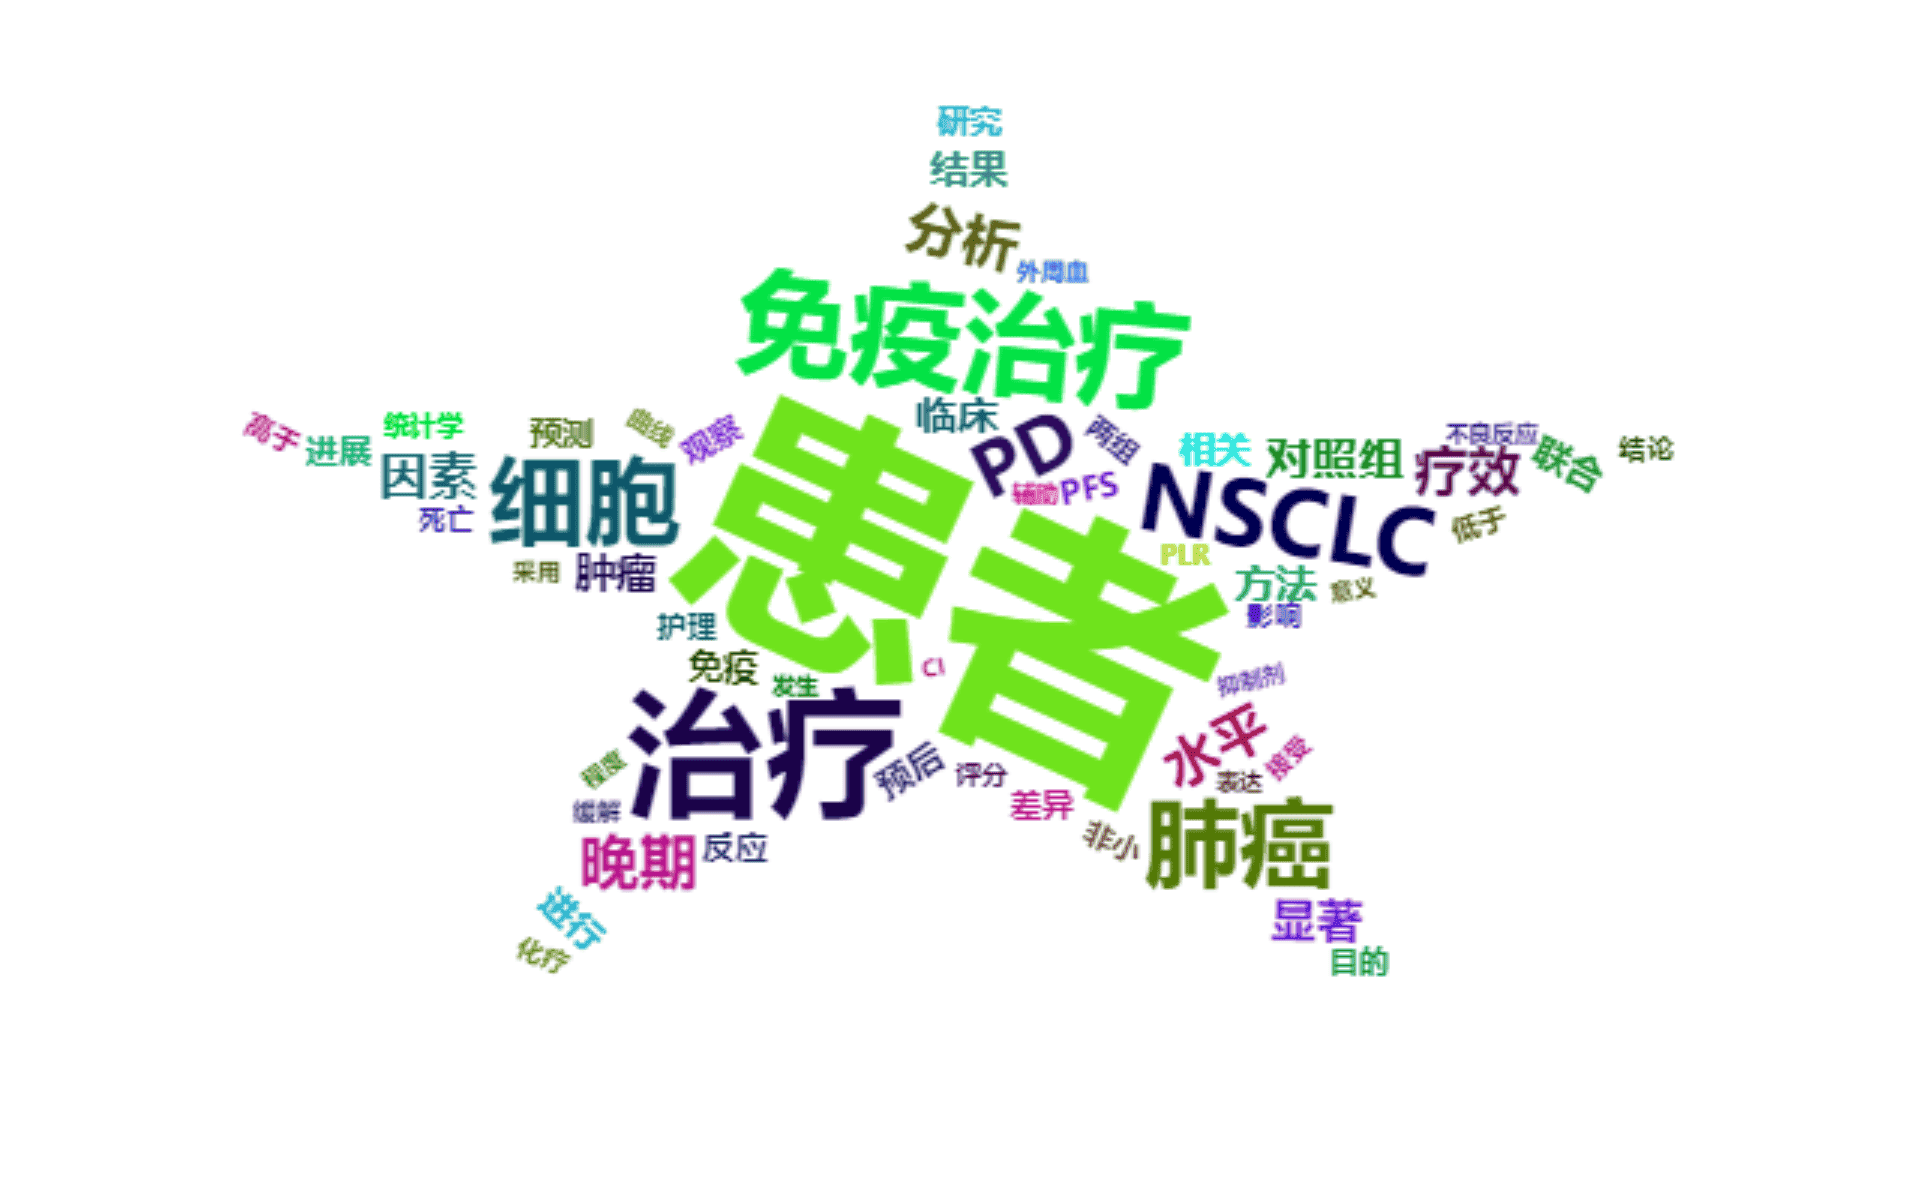 研究
结果
分析
外周血
免疫治疗
临床
高于
进展
统计学
因素
死亡
预测
曲线
观察
细胞
采用
肿瘤
患者
PD
两组
辅助
PFS
相关
对照组
不良反应
疗效
联合
结论
NSCLC
低于
PLR
方法
意义
影响
护理
免疫
发生
CI
抑制剂
治疗
水平
接受
表达
程度
缓解
预后
评分
差异
非小
肺癌
晚期
反应
进行
化疗
显著
目的